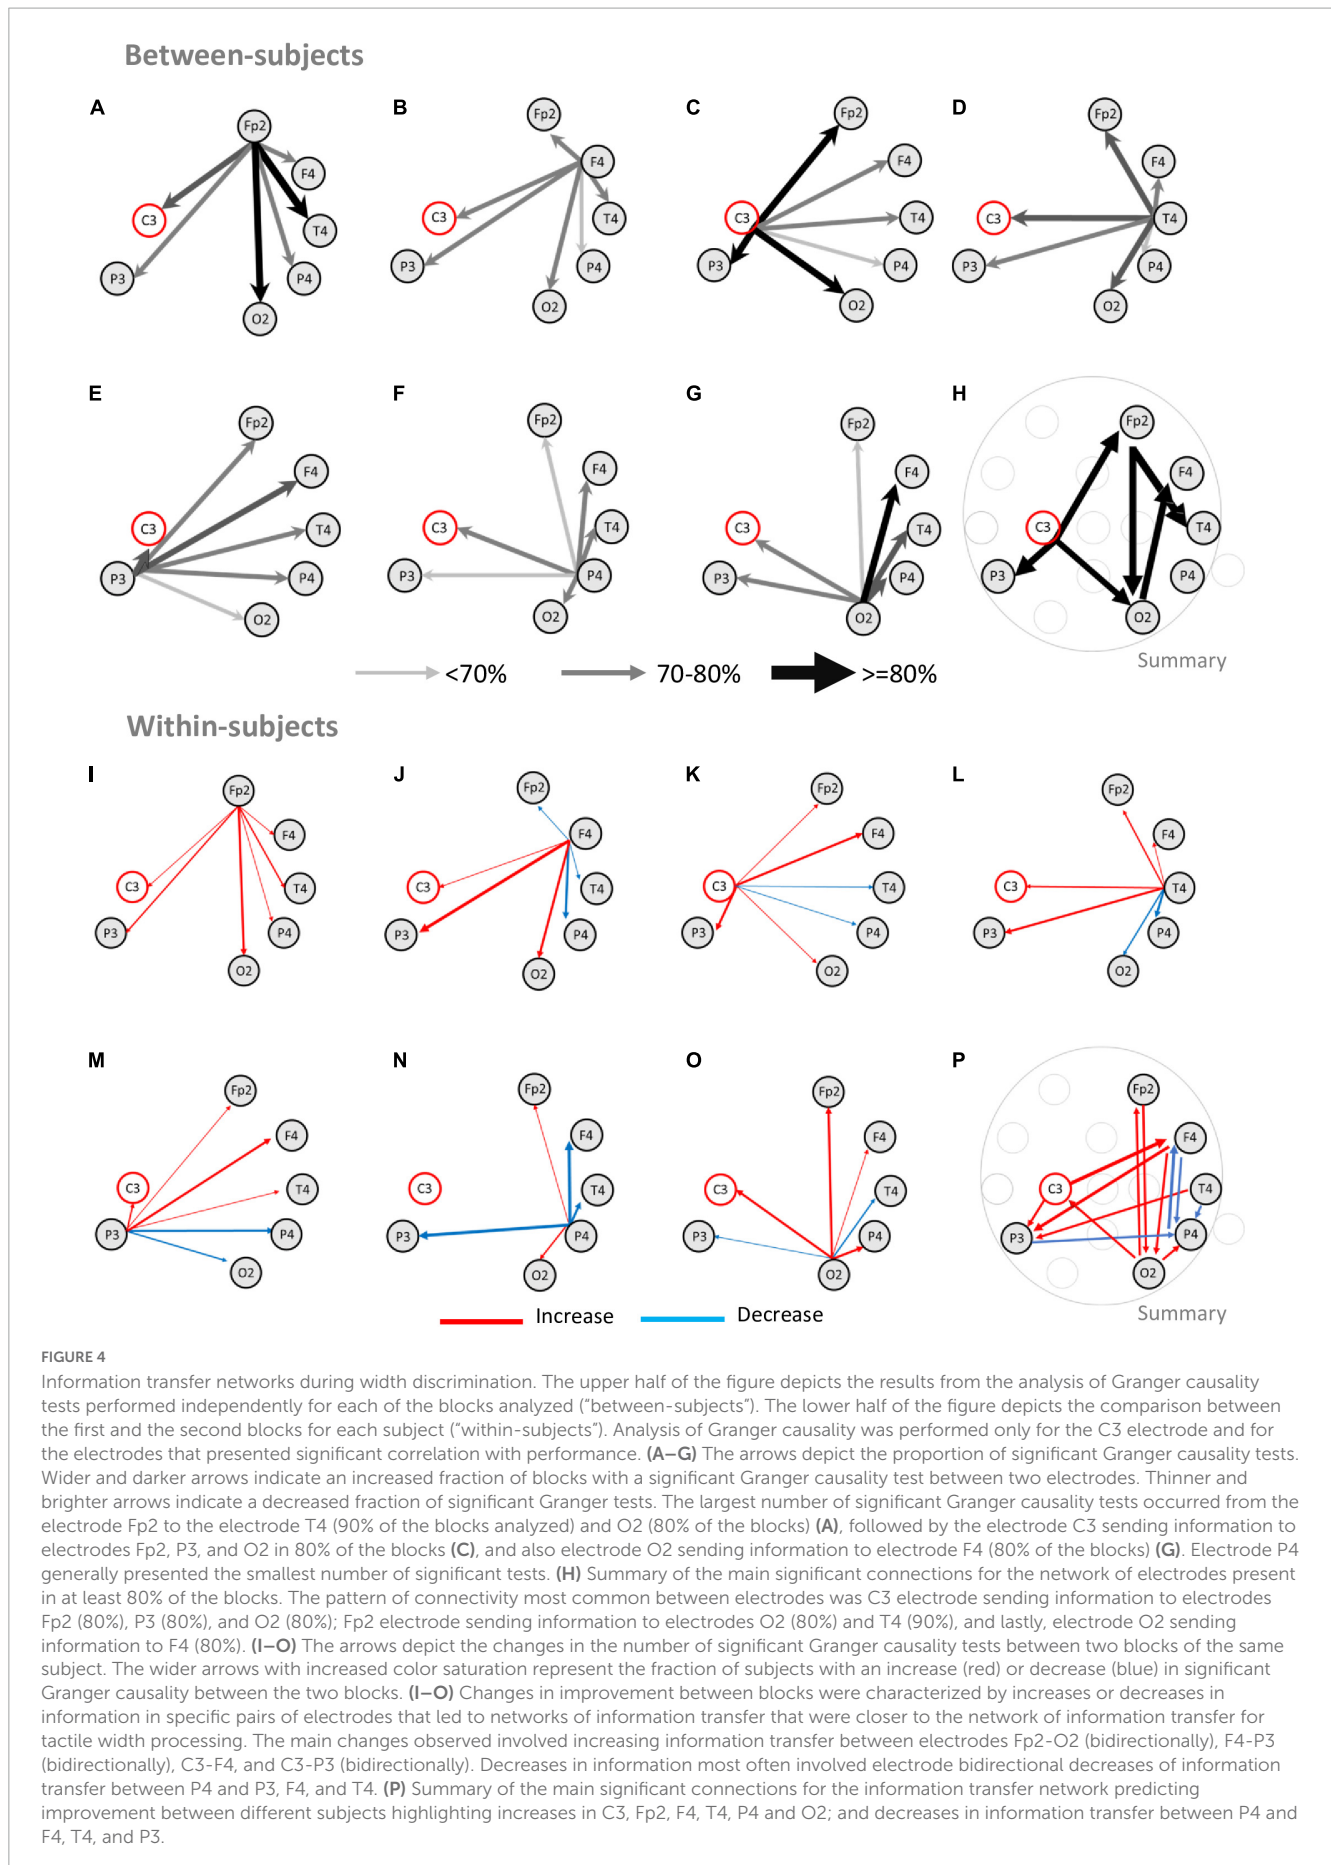 Between-subjects
A
B
C
D
Fp2
F4
C3
T4
P3
P4
O2
Fp2
F4
C3
T4
P3
P4
O2
Fp2
F4
C3
T4
P3
P4
O2
Fp2
F4
C3
T4
P3
P4
O2
E
F
G
H
Fp2
F4
C3
T4
P3
P4
O2
Fp2
F4
C3
T4
P3
P4
O2
Fp2
F4
C3
T4
P3
P4
O2
Fp2
F4
C3
T4
P3
P4
O2
Summary
<70%
70-80%
>=80%
Within-subjects
I
J
K
L
Fp2
F4
C3
T4
P3
P4
O2
Fp2
F4
C3
T4
P3
P4
O2
Fp2
F4
C3
T4
P3
P4
O2
Fp2
F4
C3
T4
P3
P4
O2
M
N
O
P
Fp2
F4
C3
T4
P3
P4
O2
Fp2
F4
C3
T4
P3
P4
O2
Fp2
F4
C3
T4
P3
P4
O2
Fp2
F4
C3
T4
P3
P4
O2
Summary
Increase
Decrease
FIGURE 4
Information transfer networks during width discrimination. The upper half of the figure depicts the results from the analysis of Granger causality
tests performed independently for each of the blocks analyzed ("between-subjects"). The lower half of the figure depicts the comparison between
the first and the second blocks for each subject ("within-subjects"). Analysis of Granger causality was performed only for the C3 electrode and for
the electrodes that presented significant correlation with performance. (A–G) The arrows depict the proportion of significant Granger causality tests.
Wider and darker arrows indicate an increased fraction of blocks with a significant Granger causality test between two electrodes. Thinner and
brighter arrows indicate a decreased fraction of significant Granger tests. The largest number of significant Granger causality tests occurred from the
electrode Fp2 to the electrode T4 (90% of the blocks analyzed) and O2 (80% of the blocks) (A), followed by the electrode C3 sending information to
electrodes Fp2, P3, and O2 in 80% of the blocks (C), and also electrode O2 sending information to electrode F4 (80% of the blocks) (G). Electrode P4
generally presented the smallest number of significant tests. (H) Summary of the main significant connections for the network of electrodes present
in at least 80% of the blocks. The pattern of connectivity most common between electrodes was C3 electrode sending information to electrodes
Fp2 (80%), P3 (80%), and O2 (80%); Fp2 electrode sending information to electrodes O2 (80%) and T4 (90%), and lastly, electrode O2 sending
information to F4 (80%). (I–O) The arrows depict the changes in the number of significant Granger causality tests between two blocks of the same
subject. The wider arrows with increased color saturation represent the fraction of subjects with an increase (red) or decrease (blue) in significant
Granger causality between the two blocks. (I–O) Changes in improvement between blocks were characterized by increases or decreases in
information in specific pairs of electrodes that led to networks of information transfer that were closer to the network of information transfer for
tactile width processing. The main changes observed involved increasing information transfer between electrodes Fp2-O2 (bidirectionally), F4-P3
(bidirectionally), C3-F4, and C3-P3 (bidirectionally). Decreases in information most often involved electrode bidirectional decreases of information
transfer between P4 and P3, F4, and T4. (P) Summary of the main significant connections for the information transfer network predicting
improvement between different subjects highlighting increases in C3, Fp2, F4, T4, P4 and O2; and decreases in information transfer between P4 and
F4, T4, and P3.